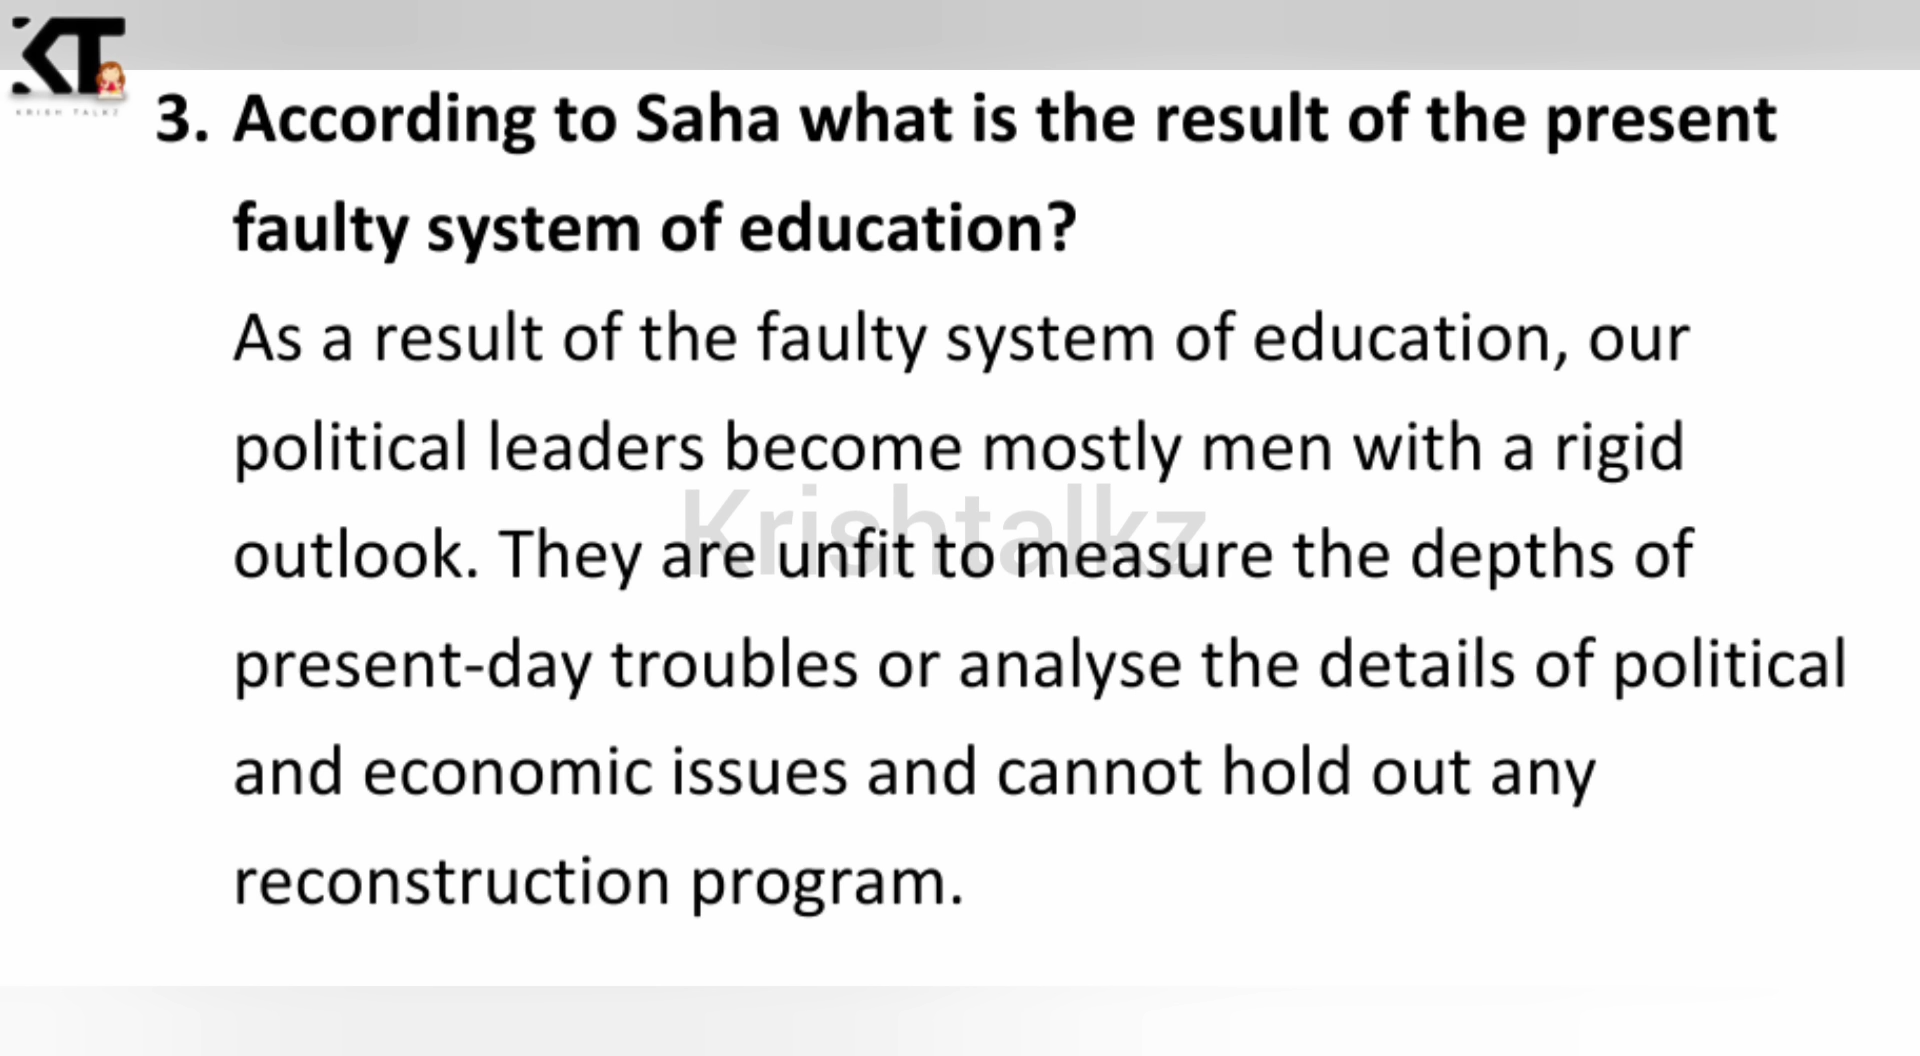 KT
KRISH TALKZ
3. According to Saha what is the result of the present
faulty system of education?
As a result of the faulty system of education, our
political leaders become mostly men with a rigid
Krishtalkz
outlook. They are unfit to measure the depths of
present-day troubles or analyse the details of political
and economic issues and cannot hold out any
reconstruction program.